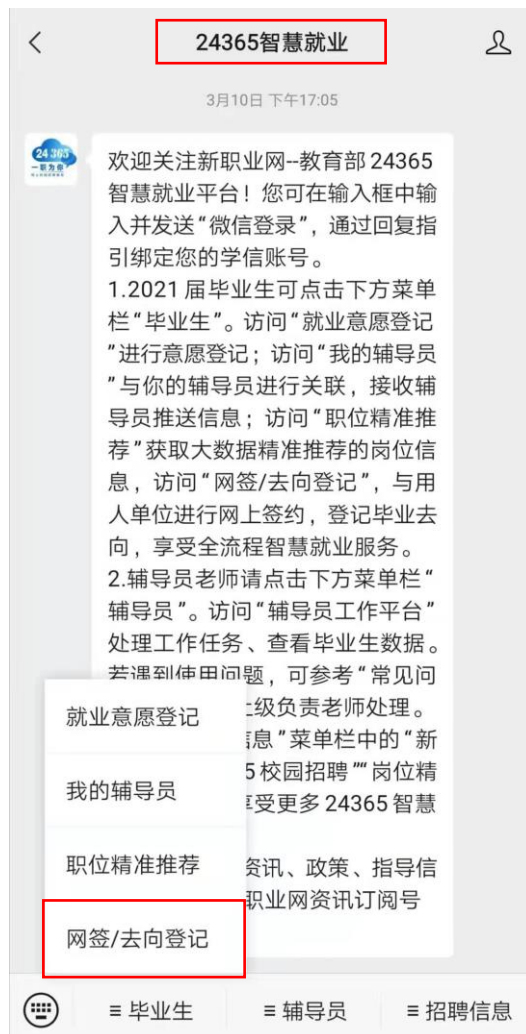 24365智慧就业
3月10日 下午17:05
24 365
一职为你
欢迎关注新职业网--教育部24365
智慧就业平台！您可在输入框中输
入并发送“微信登录”，通过回复指
引绑定您的学信账号。
1.2021届毕业生可点击下方菜单
栏“毕业生”。访问“就业意愿登记
”进行意愿登记；访问“我的辅导员
”与你的辅导员进行关联，接收辅
导员推送信息；访问“职位精准推
荐”获取大数据精准推荐的岗位信
息，访问“网签/去向登记”，与用
人单位进行网上签约，登记毕业去
向，享受全流程智慧就业服务。
2.辅导员老师请点击下方菜单栏“
辅导员”。访问“辅导员工作平台”
处理工作任务、查看毕业生数据。
若遇到使用问题，可参考“常见问
级负责老师处理。
息”菜单栏中的“新
5校园招聘”“岗位精
享受更多24365智慧
资讯、政策、指导信
职业网资讯订阅号
就业意愿登记
我的辅导员
职位精准推荐
网签/去向登记
≡ 毕业生
≡ 辅导员
≡ 招聘信息